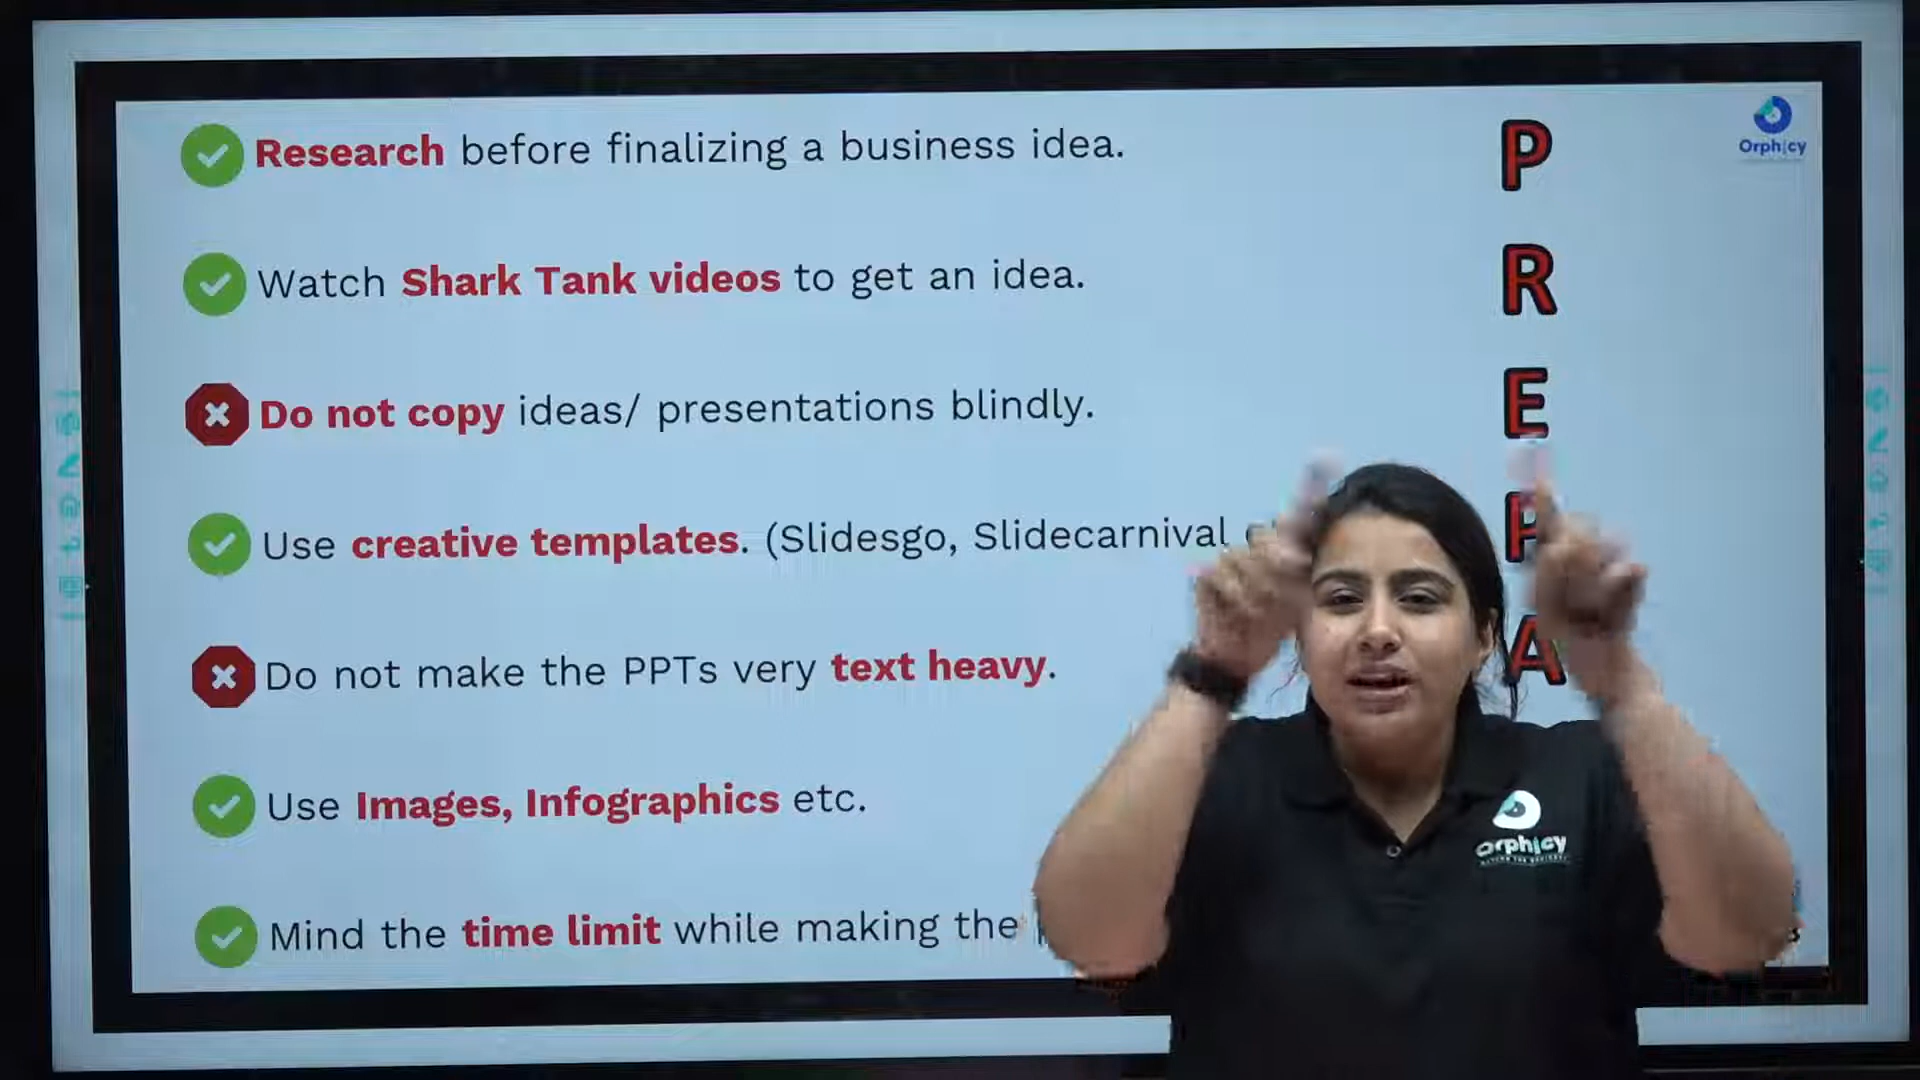 Research before finalizing a business idea.
Watch Shark Tank videos to get an idea.
Do not copy ideas/ presentations blindly.
Use creative templates. (Slidesgo, Slidecarnival
Do not make the PPTs very text heavy.
Use Images, Infographics etc.
Mind the time limit while making the
P
R
E
P
A
Orphicy
Orphicy